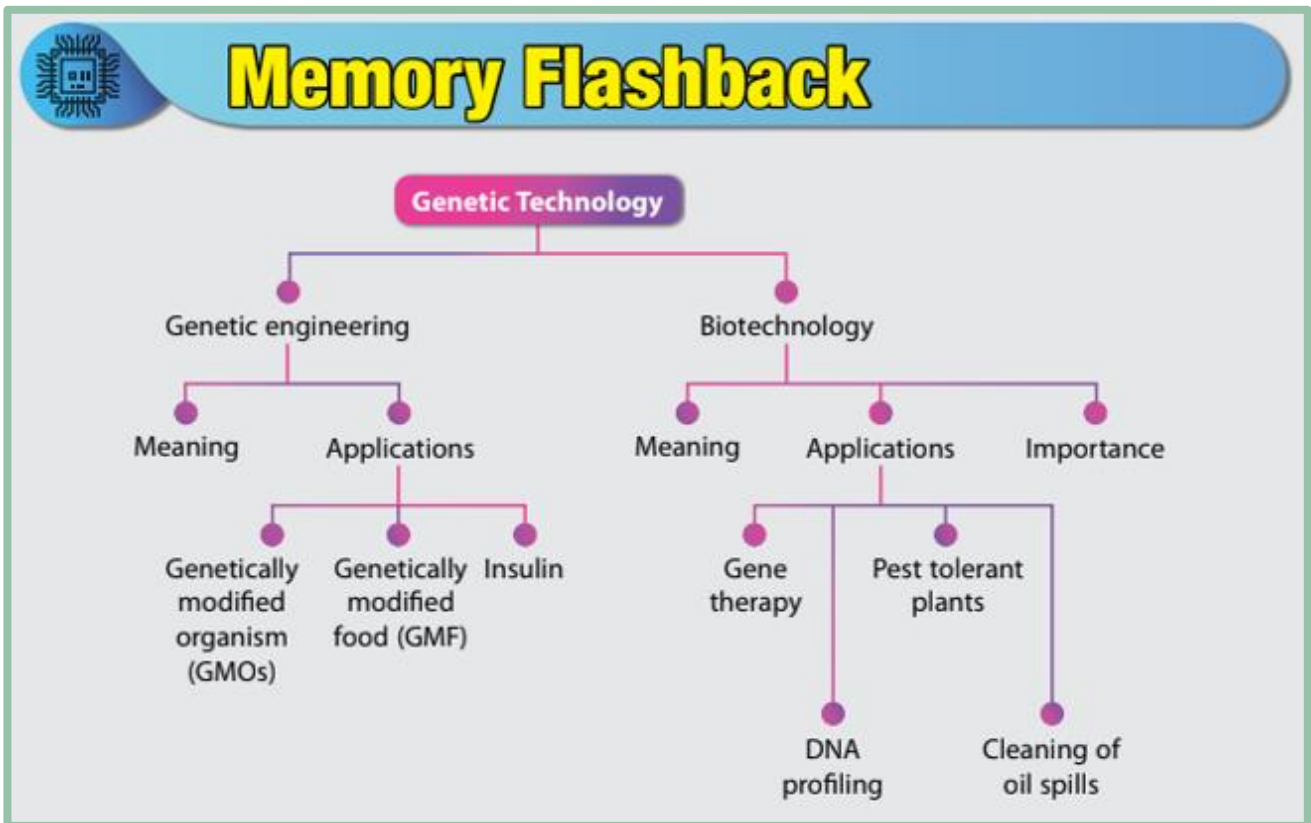 Memory Flashback
Genetic Technology
Genetic engineering
Biotechnology
Meaning
Applications
Meaning
Applications
Importance
Genetically
modified
organism
(GMOs)
Genetically
modified
food (GMF)
Insulin
Gene
therapy
Pest tolerant
plants
DNA
profiling
Cleaning of
oil spills